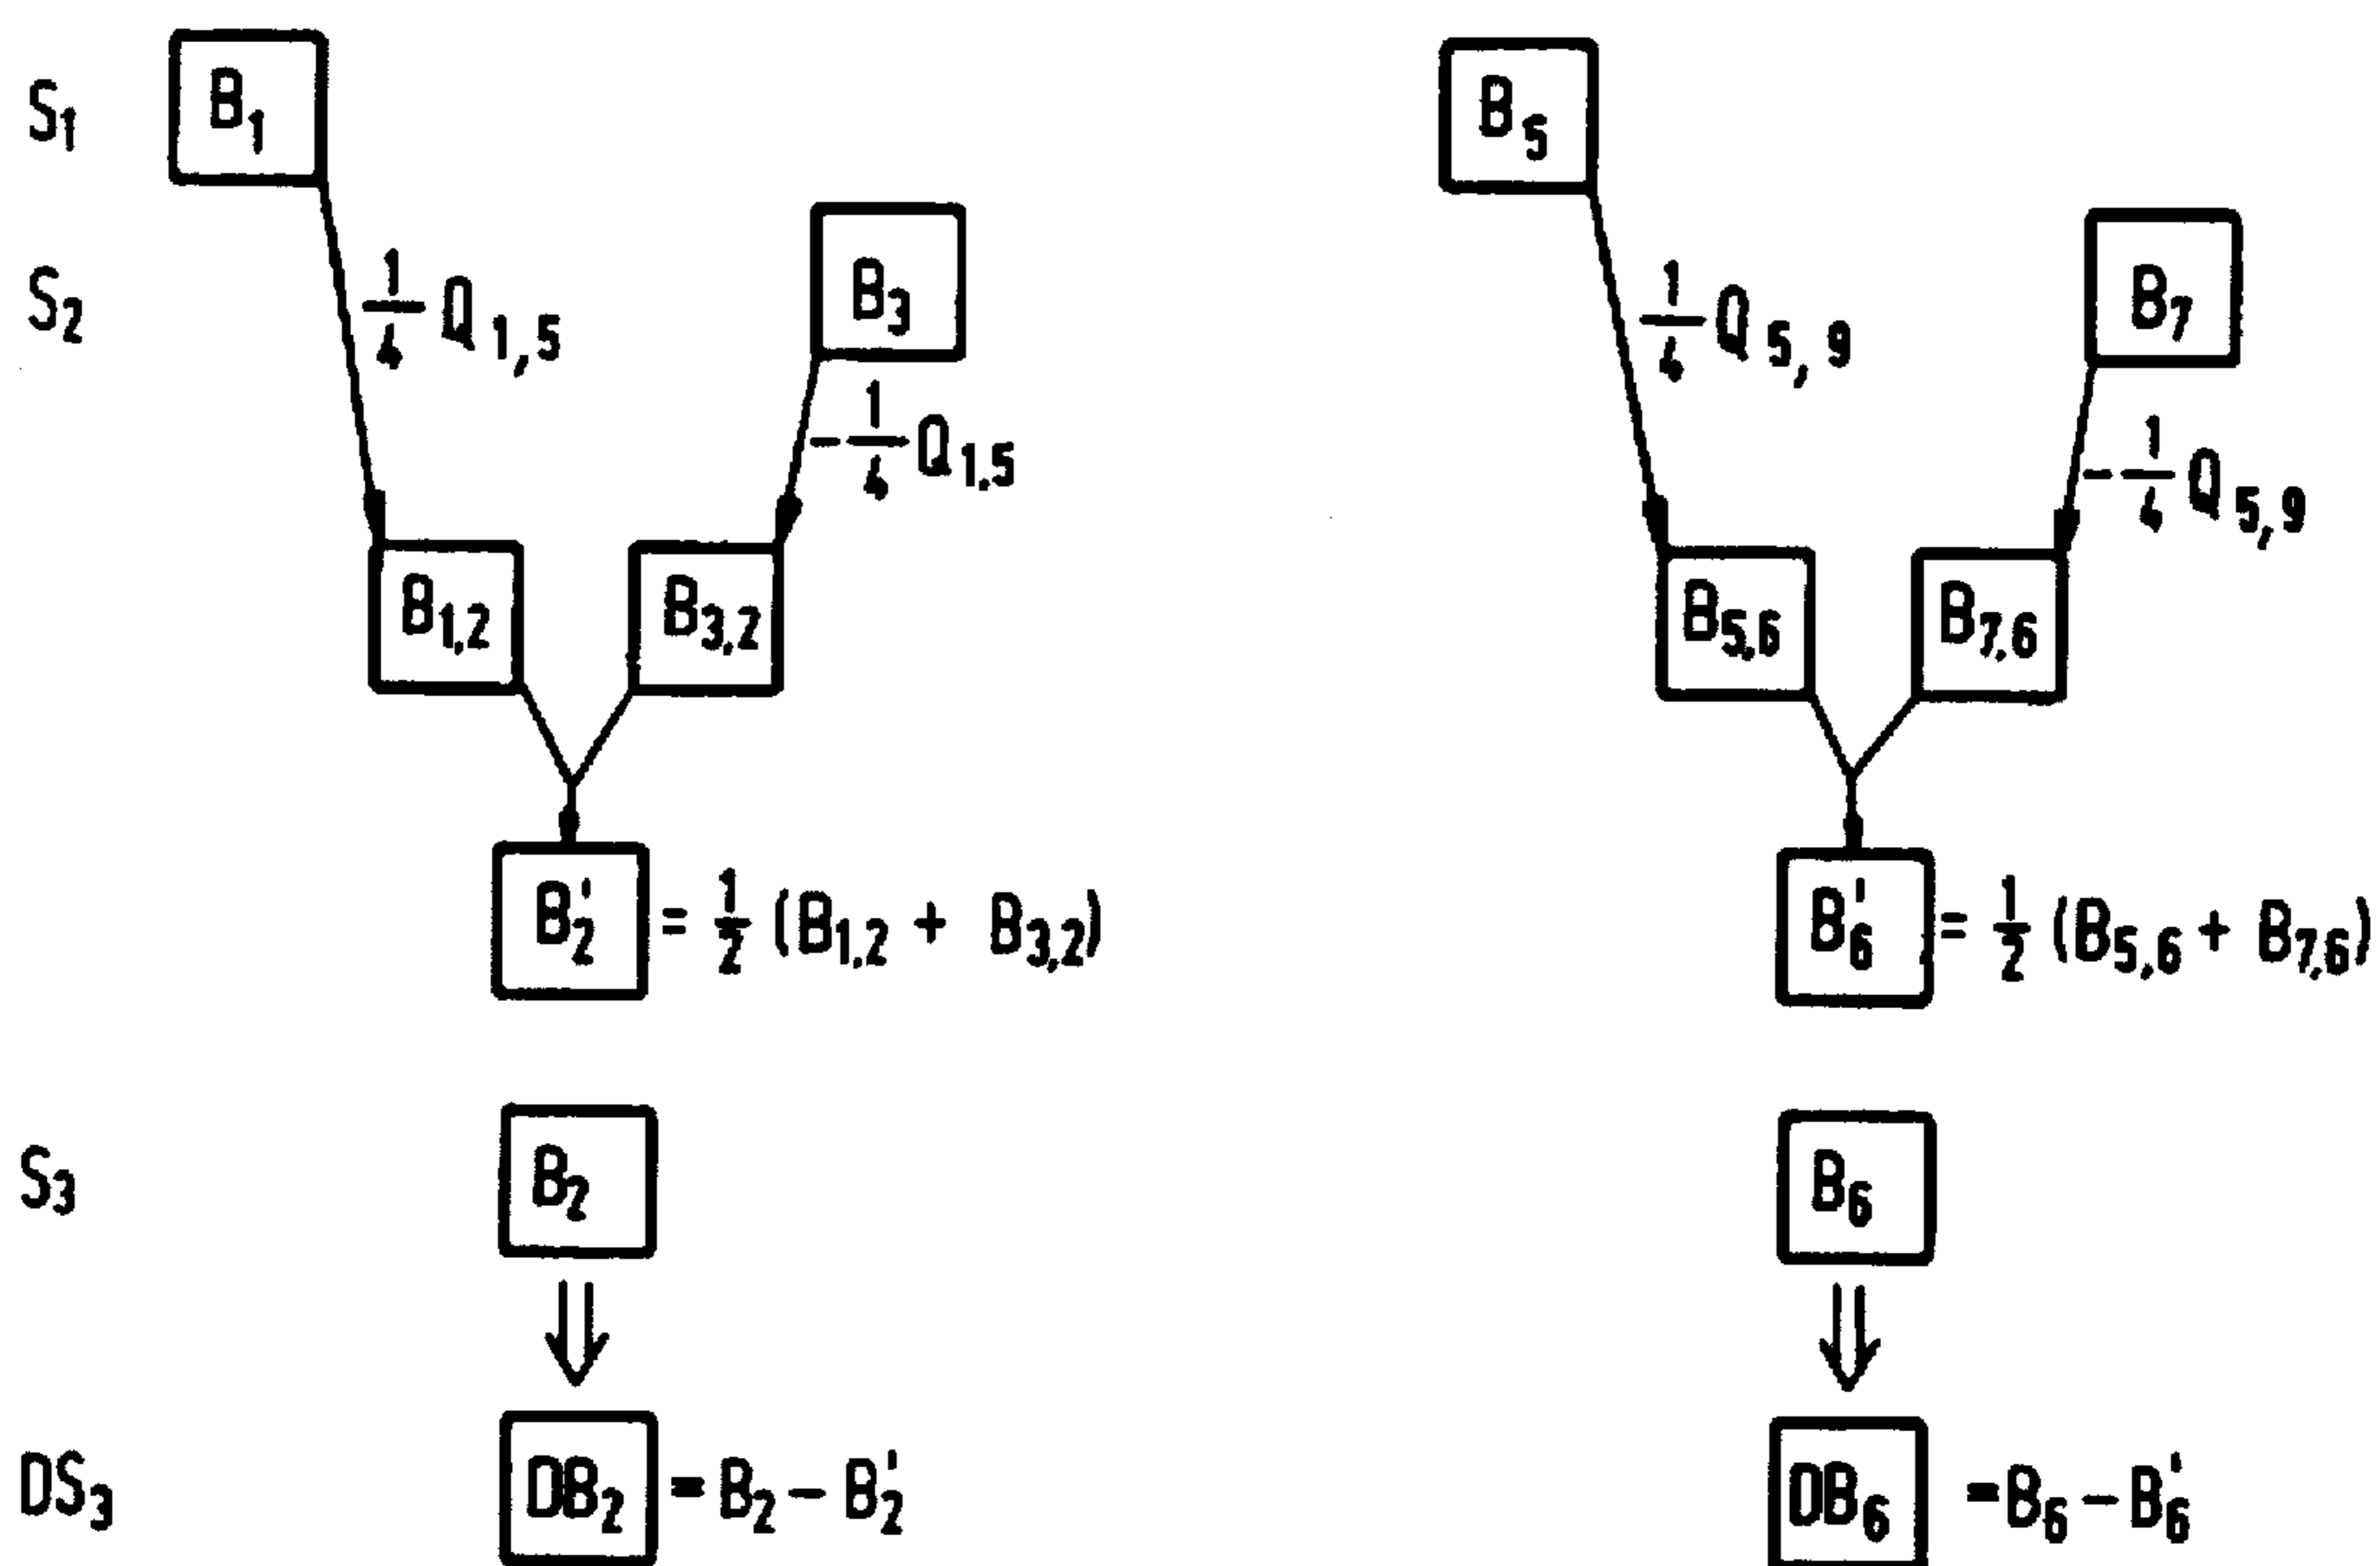 S1 B1 B5
S2 1/4 Q1,5 B3 1/4 Q5,9 B7
-1/4 Q1,5 -1/4 Q5,9
B1,2 B3,2 B5,6 B7,6
B'2 = 1/2 (B1,2 + B3,2) B'6 = 1/2 (B5,6 + B7,6)
S3 B2 B6
DS3 DB2 = B2 - B'2 DB6 = B6 - B'6